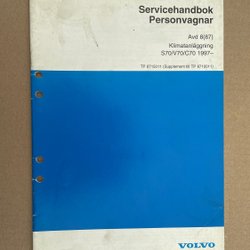 Servicehandbok
Personvagnar
Avd 8(87)
Klimatanläggning
S70/V70/C70 1997–
VOLVO